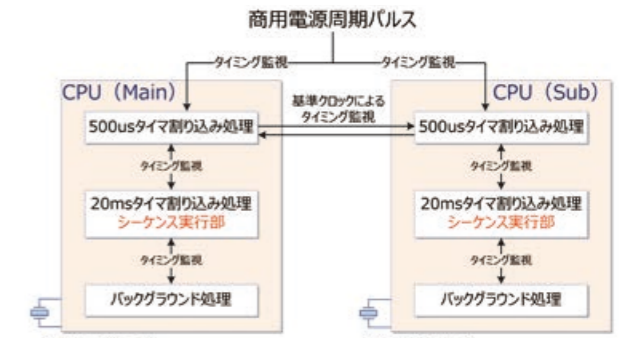 商用電源周期パルス
タイミング監視
タイミング監視
CPU（Main）
CPU（Sub）
基準クロックによる
タイミング監視
500usタイマ割り込み処理
500usタイマ割り込み処理
タイミング監視
タイミング監視
20msタイマ割り込み処理
シーケンス実行部
20msタイマ割り込み処理
シーケンス実行部
タイミング監視
タイミング監視
バックグラウンド処理
バックグラウンド処理